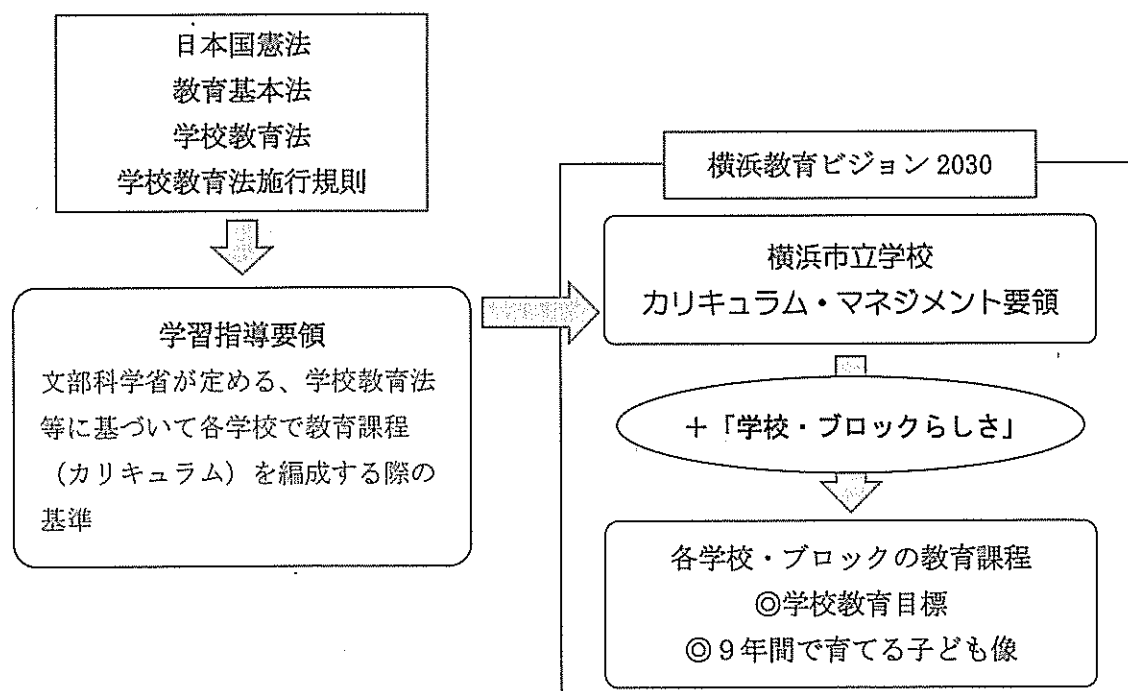 日本国憲法
教育基本法
学校教育法
学校教育法施行規則
学習指導要領
文部科学省が定める、学校教育法
等に基づいて各学校で教育課程
（カリキュラム）を編成する際の
基準
横浜教育ビジョン 2030
横浜市立学校
カリキュラム・マネジメント要領
＋「学校・ブロックらしさ」
各学校・ブロックの教育課程
◎学校教育目標
◎９年間で育てる子ども像